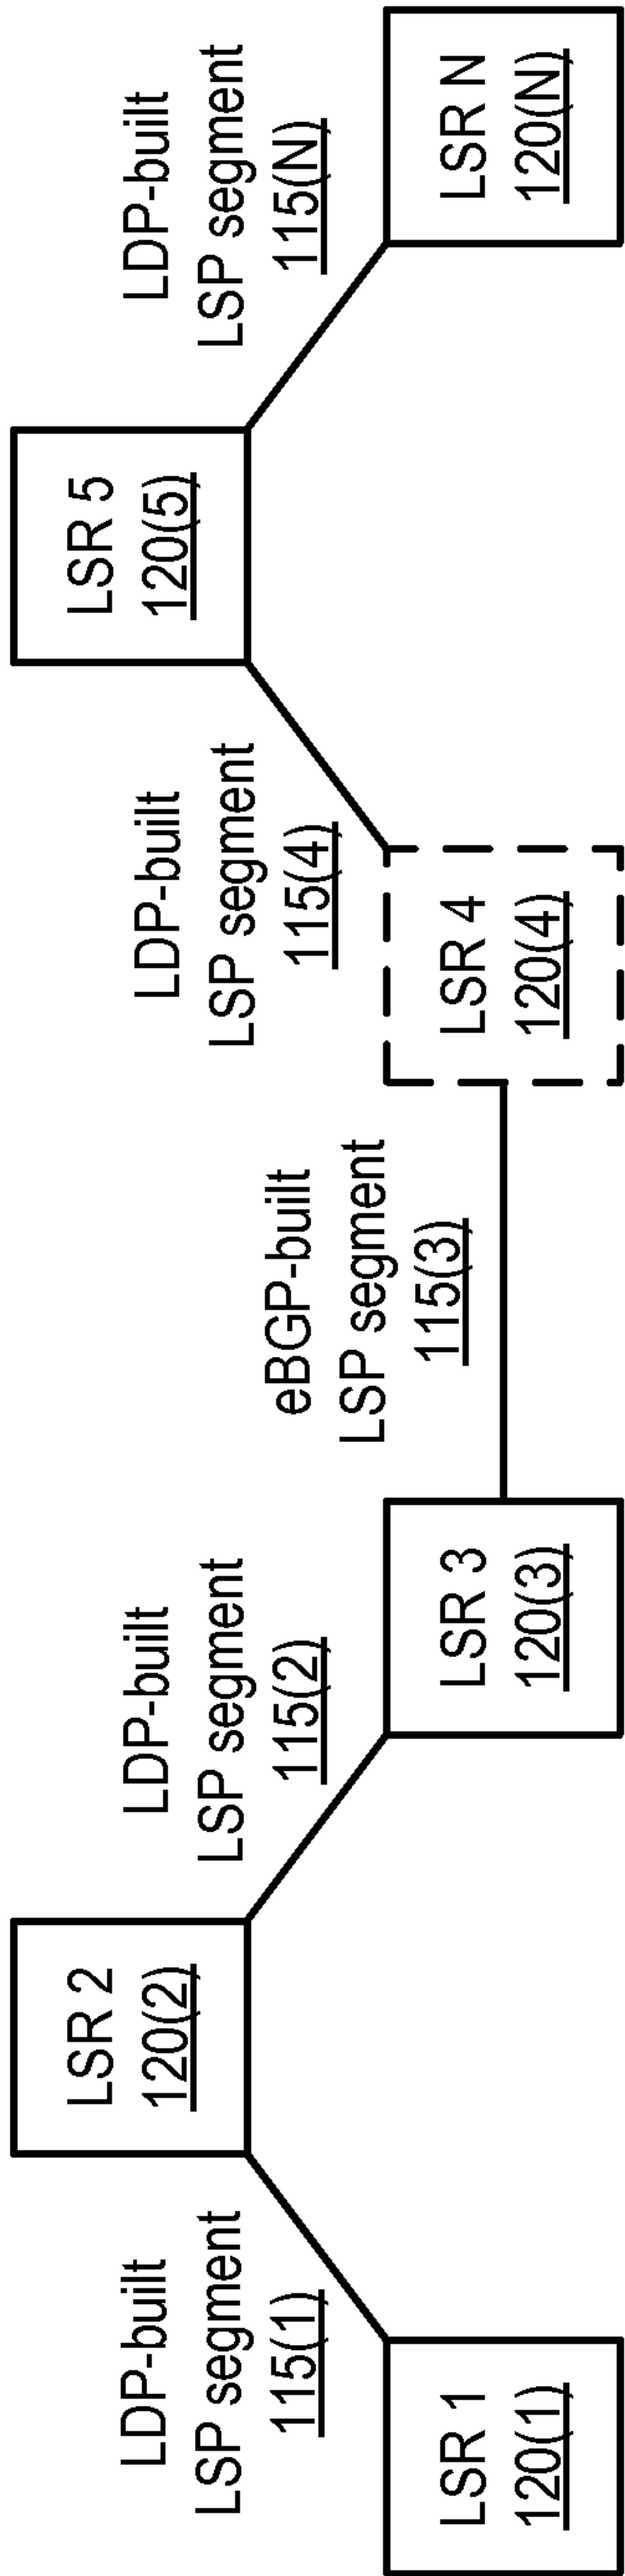 LSR 1
120(1)
LDP-built
LSP segment
115(1)
LSR 2
120(2)
LDP-built
LSP segment
115(2)
LSR 3
120(3)
eBGP-built
LSP segment
115(3)
LSR 4
120(4)
LDP-built
LSP segment
115(4)
LSR 5
120(5)
LDP-built
LSP segment
115(N)
LSR N
120(N)